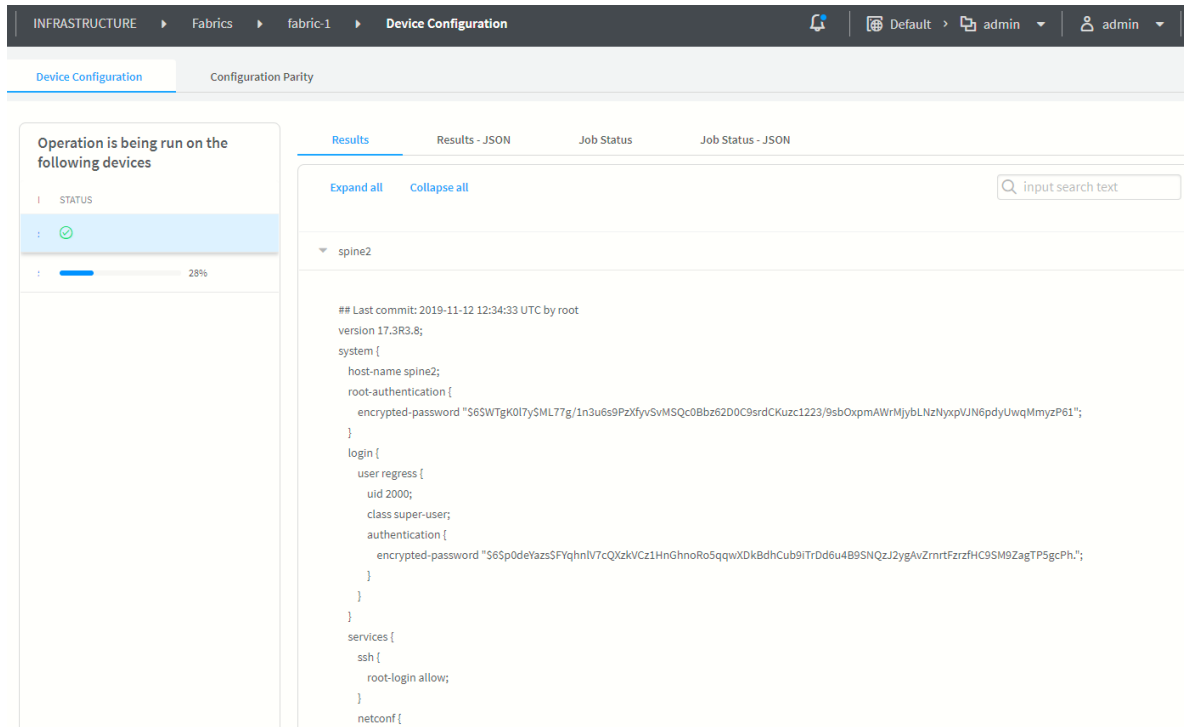 INFRASTRUCTURE Fabrics fabric-1 Device Configuration Default admin admin
Device Configuration Configuration Parity
Operation is being run on the
following devices
STATUS
28%
Results Results - JSON Job Status Job Status - JSON
Expand all Collapse all input search text
spine2
## Last commit: 2019-11-12 12:34:33 UTC by root
version 17.3R3.8;
system {
host-name spine2;
root-authentication {
encrypted-password "$6$WTgK0l7y$ML77g/1n3u6s9PzXfyvSvMSQc0Bbz62D0C9srdCKuzc1223/9sbOxpmAWrMjybLNzNyxpVJN6pdyUwqMmyzP61";
}
login {
user regress {
uid 2000;
class super-user;
authentication {
encrypted-password "$6$p0deYazs$FYqhnlV7cQXzkVCz1HnGhnoRo5qqwXDkBdhCub9iTrDd6u4B9SNQzJ2ygAvZrnrtFzrzfHC9SM9ZagTP5gcPh.";
}
}
}
services {
ssh {
root-login allow;
}
netconf {